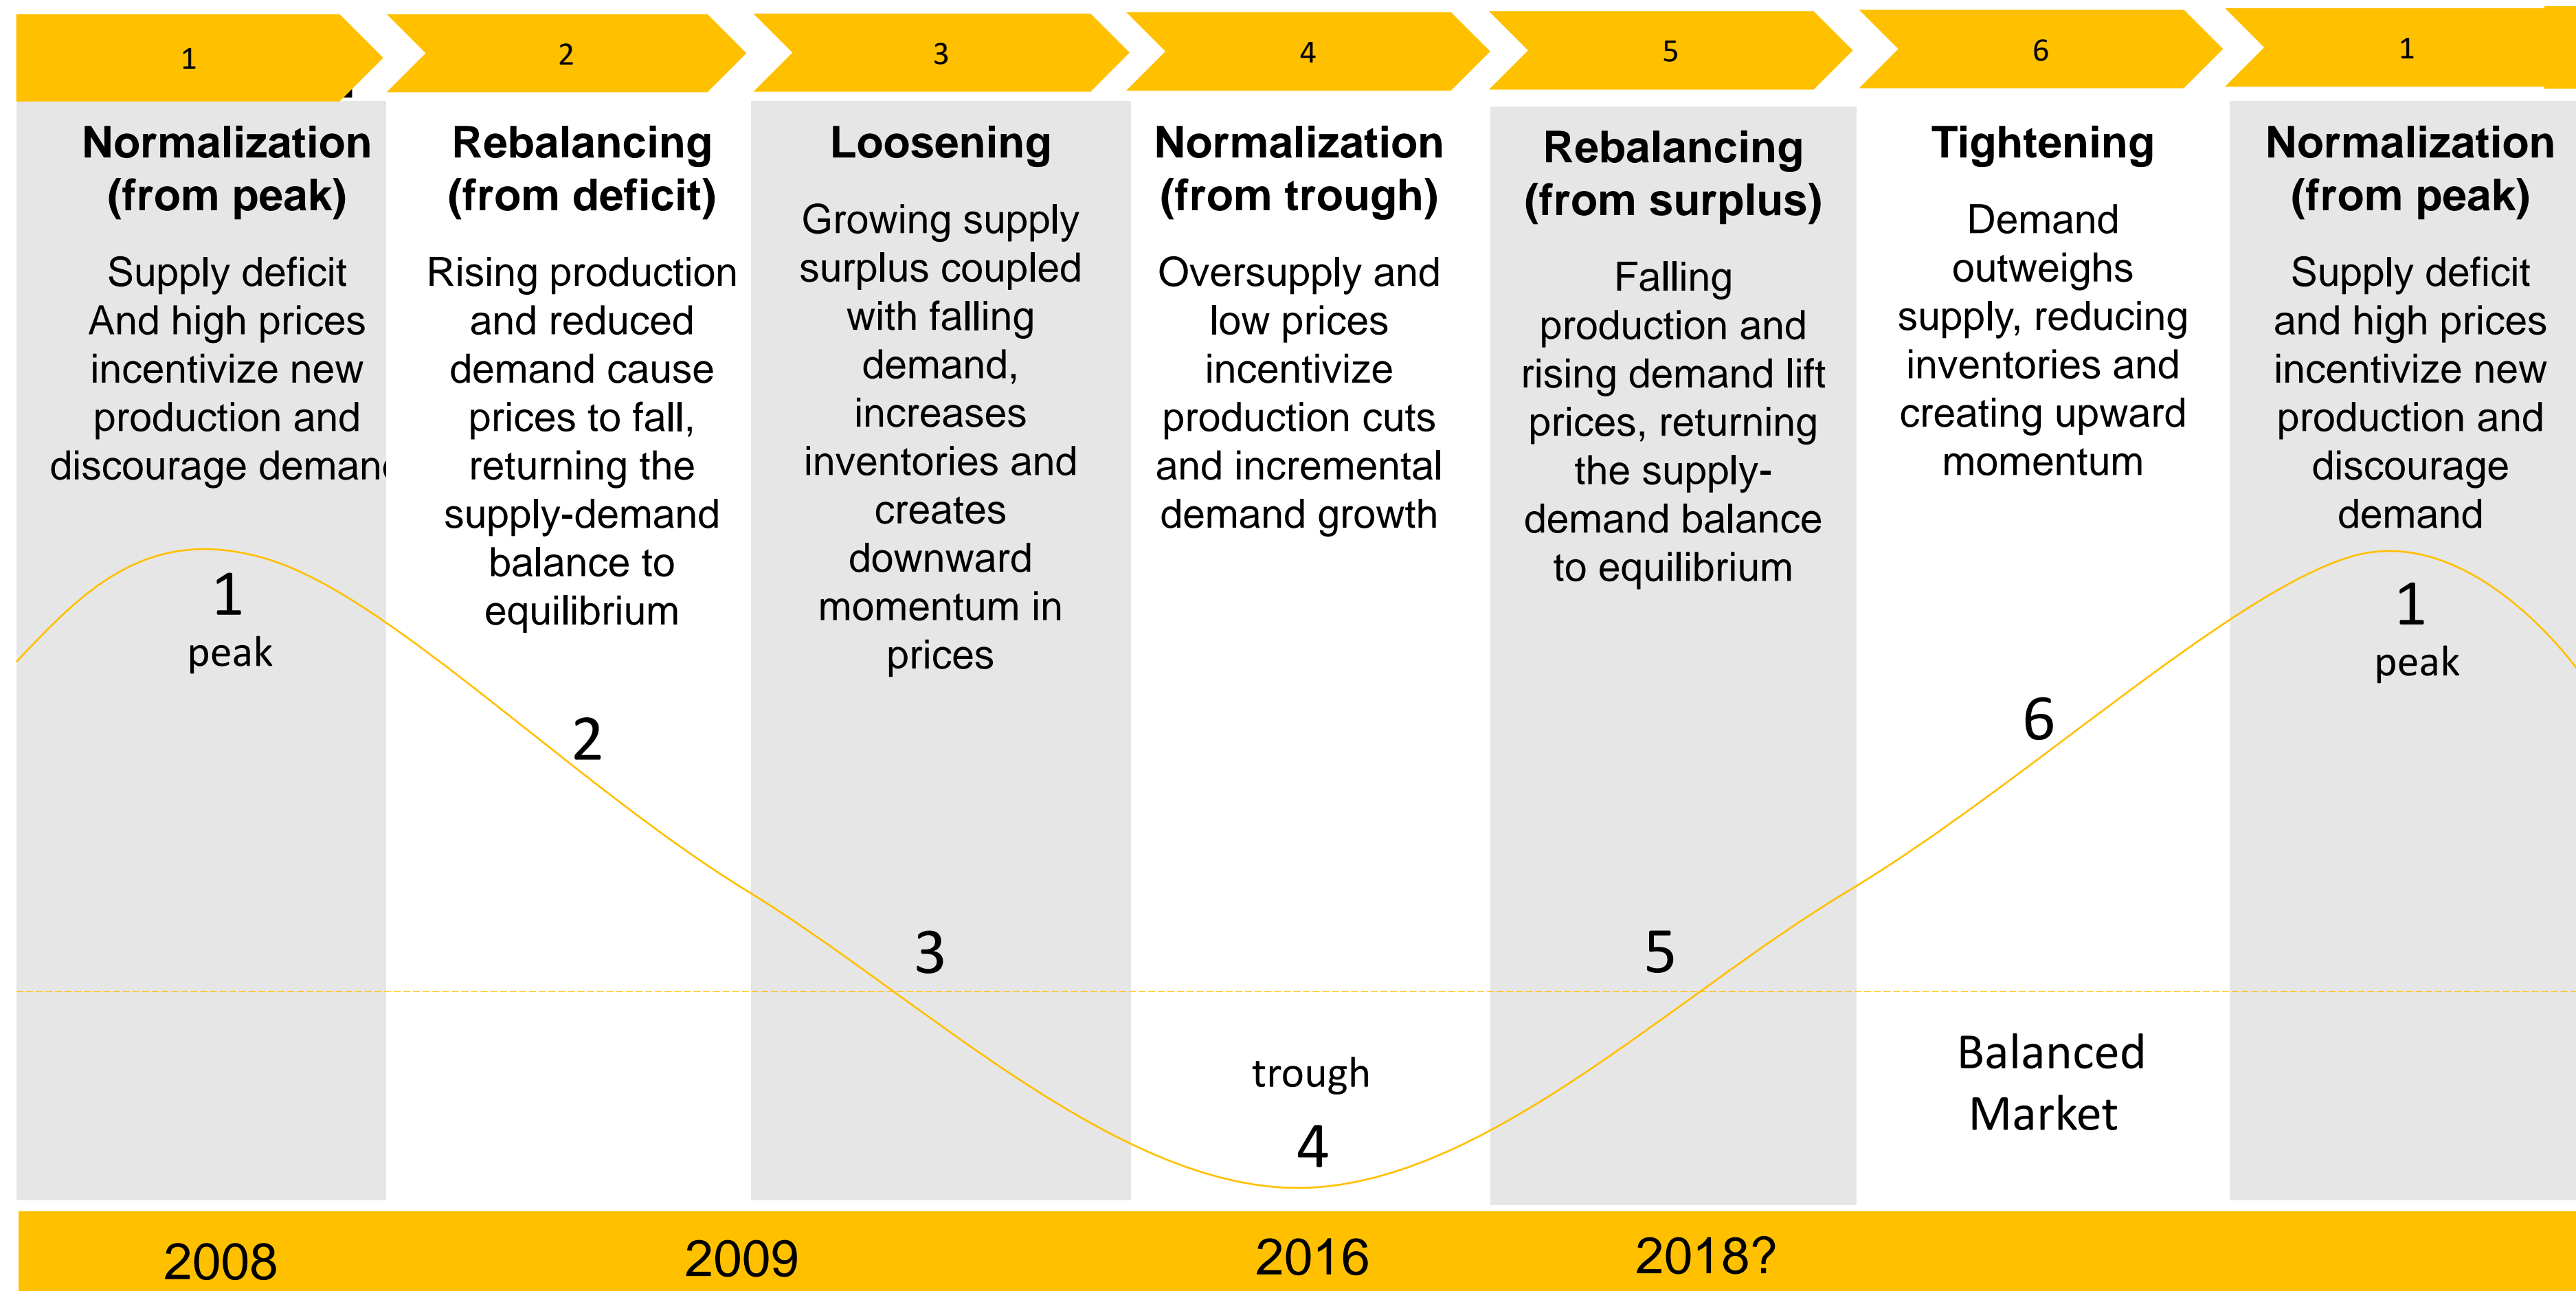 1
2
3
4
5
6
1
Normalization
(from peak)
Supply deficit
And high prices
incentivize new
production and
discourage deman
Rebalancing
(from deficit)
Rising production
and reduced
demand cause
prices to fall,
returning the
supply-demand
balance to
equilibrium
Loosening
Growing supply
surplus coupled
with falling
demand,
increases
inventories and
creates
downward
momentum in
prices
Normalization
(from trough)
Oversupply and
low prices
incentivize
production cuts
and incremental
demand growth
Rebalancing
(from surplus)
Falling
production and
rising demand lift
prices, returning
the supply-
demand balance
to equilibrium
Tightening
Demand
outweighs
supply, reducing
inventories and
creating upward
momentum
Normalization
(from peak)
Supply deficit
and high prices
incentivize new
production and
discourage
demand
1
peak
2
3
trough
4
5
6
Balanced
Market
1
peak
2008
2009
2016
2018?